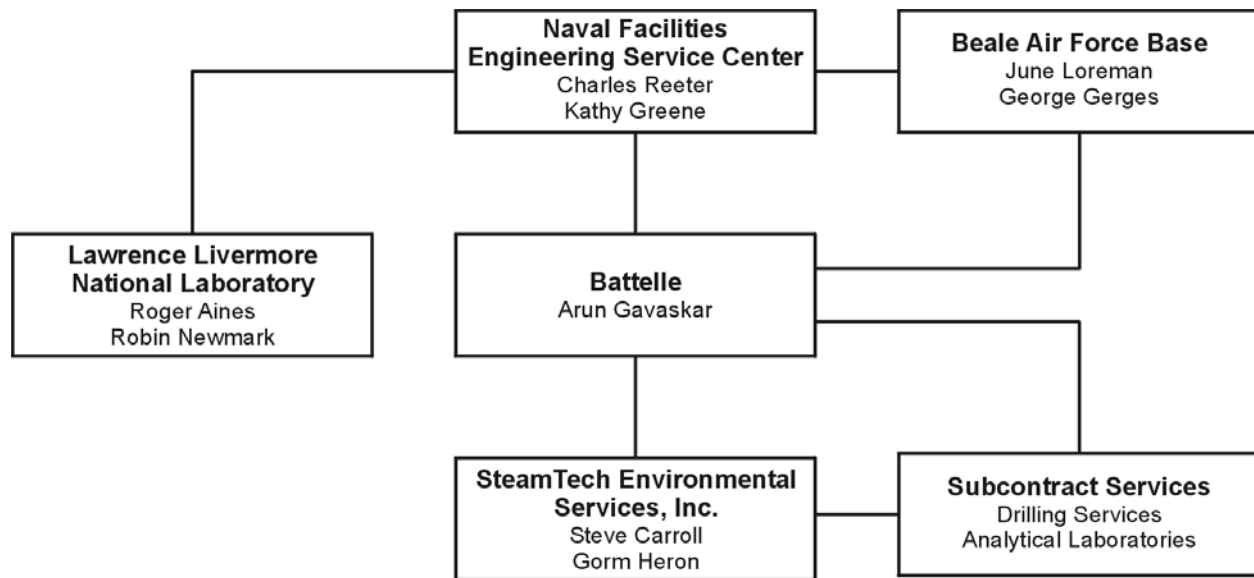 Naval Facilities
Engineering Service Center
Charles Reeter
Kathy Greene
Beale Air Force Base
June Loreman
George Gerges
Lawrence Livermore
National Laboratory
Roger Aines
Robin Newmark
Battelle
Arun Gavaskar
SteamTech Environmental
Services, Inc.
Steve Carroll
Gorm Heron
Subcontract Services
Drilling Services
Analytical Laboratories